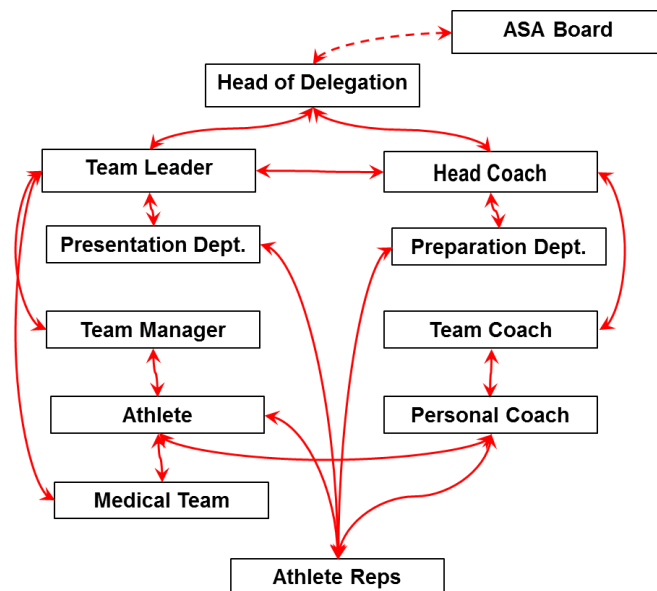 ASA Board
Head of Delegation
Team Leader
Head Coach
Presentation Dept.
Preparation Dept.
Team Manager
Team Coach
Athlete
Personal Coach
Medical Team
Athlete Reps